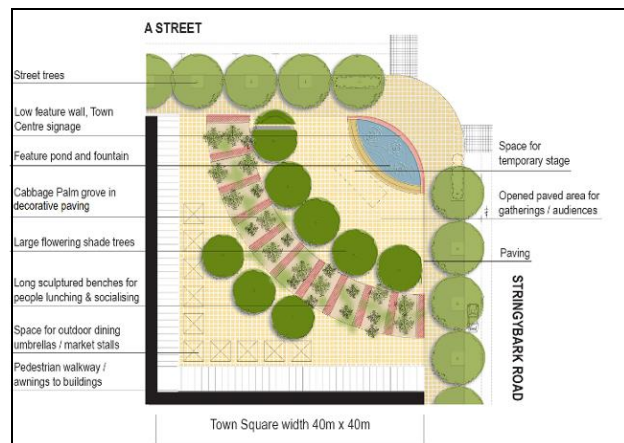 A STREET
Street trees
Low feature wall, Town
Centre signage
Feature pond and fountain
Cabbage Palm grove in
decorative paving
Large flowering shade trees
Long sculptured benches for
people lunching & socialising
Space for outdoor dining
umbrellas / market stalls
Pedestrian walkway /
awnings to buildings
Space for
temporary stage
Opened paved area for
gatherings / audiences
Paving
STRINGYBARK ROAD
Town Square width 40m x 40m